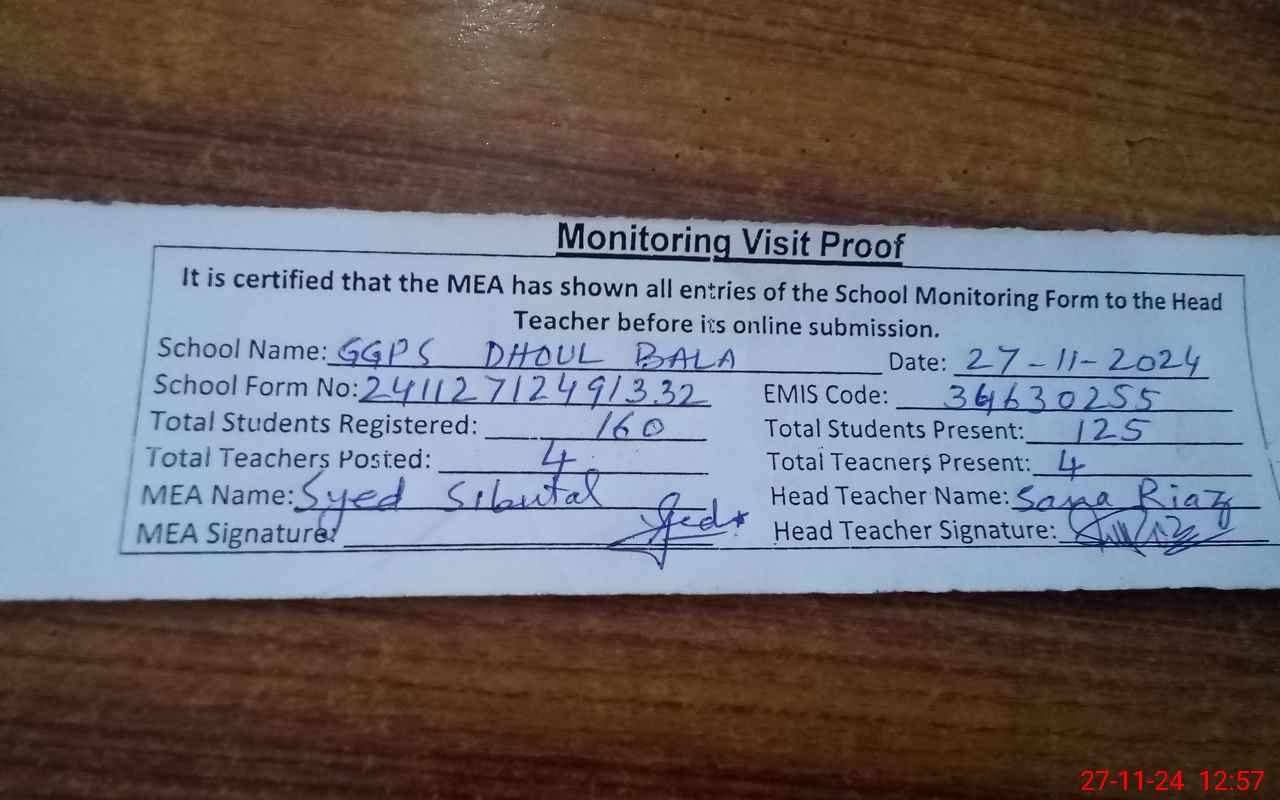 Monitoring Visit Proof
It is certified that the MEA has shown all entries of the School Monitoring Form to the Head
Teacher before its online submission.
School Name: GGPS DHOUL BALA Date: 27-11-2024
School Form No: EMIS Code:
Total Students Registered: 160 Total Students Present: 125
Total Teachers Posted: 4 Total Teachers Present: 4
MEA Name: Syed Sibutal Head Teacher Name: Sana Riaz
MEA Signature: Head Teacher Signature:
27-11-24 12:57